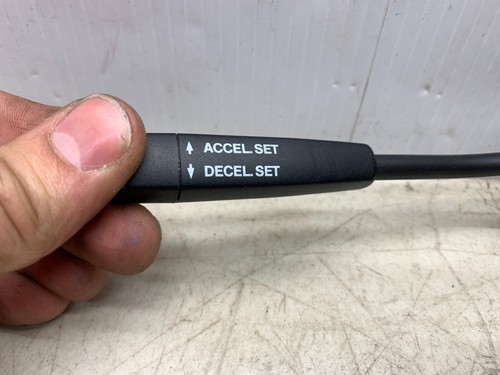 ↑ ACCEL. SET
↓ DECEL. SET